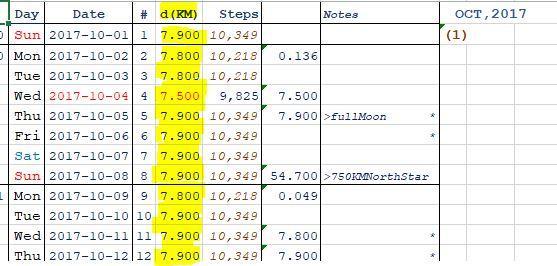 Day Date # d(KM) Steps Notes OCT,2017
0 Sun 2017-10-01 1 7.900 10,349 (1)
0 Mon 2017-10-02 2 7.800 10,218 0.136
Tue 2017-10-03 3 7.800 10,218
Wed 2017-10-04 4 7.500 9,825 7.500
Thu 2017-10-05 5 7.900 10,349 7.900 >fullMoon *
Fri 2017-10-06 6 7.900 10,349 *
Sat 2017-10-07 7 7.900 10,349
Sun 2017-10-08 8 7.900 10,349 54.700 >750KMNorthStar
1 Mon 2017-10-09 9 7.800 10,218 0.049
Tue 2017-10-10 10 7.900 10,349
Wed 2017-10-11 11 7.900 10,349 7.800 *
Thu 2017-10-12 12 7.900 10,349 7.900 *